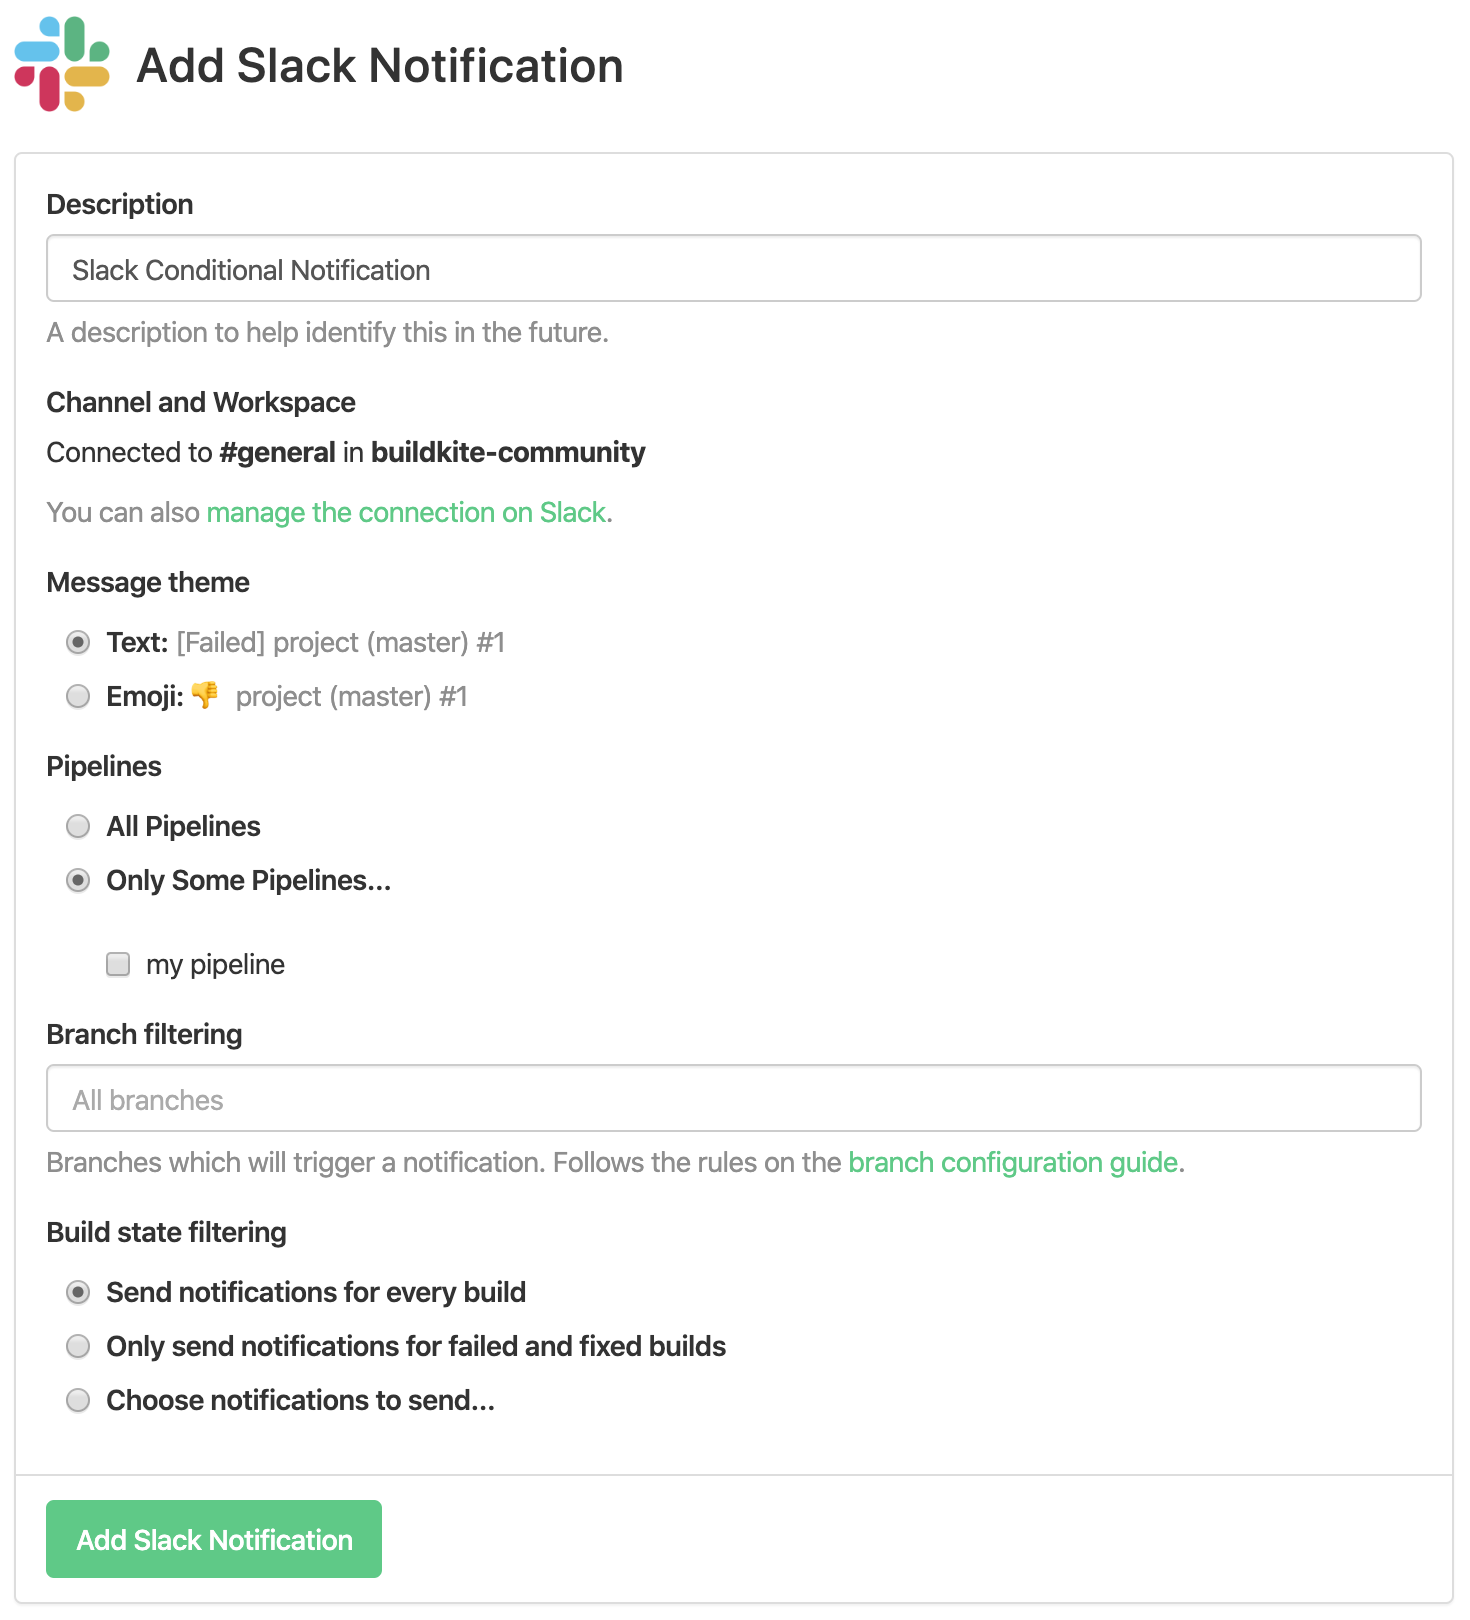 Add Slack Notification
Description
Slack Conditional Notification
A description to help identify this in the future.
Channel and Workspace
Connected to #general in buildkite-community
You can also manage the connection on Slack.
Message theme
Text: [Failed] project (master) #1
Emoji: 👎 project (master) #1
Pipelines
All Pipelines
Only Some Pipelines...
my pipeline
Branch filtering
All branches
Branches which will trigger a notification. Follows the rules on the branch configuration guide.
Build state filtering
Send notifications for every build
Only send notifications for failed and fixed builds
Choose notifications to send...
Add Slack Notification